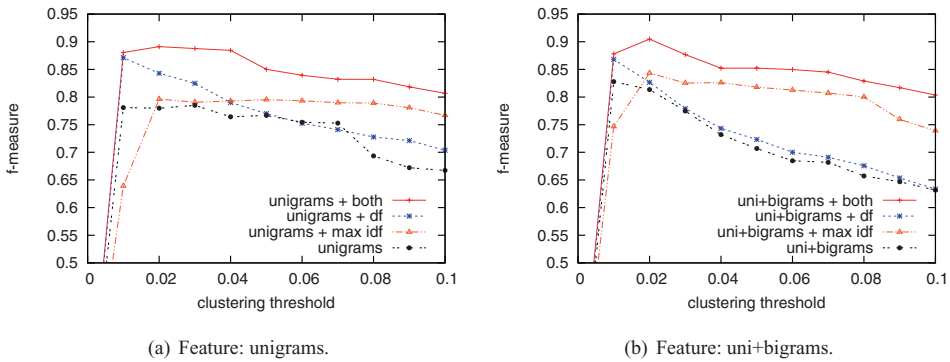 0.95
0.9
0.85
0.8
0.75
0.7
0.65
0.6
0.55
0.5
f-measure
unigrams + both
unigrams + df
unigrams + max idf
unigrams
0 0.02 0.04 0.06 0.08 0.1
clustering threshold
(a) Feature: unigrams.
0.95
0.9
0.85
0.8
0.75
0.7
0.65
0.6
0.55
0.5
f-measure
uni+bigrams + both
uni+bigrams + df
uni+bigrams + max idf
uni+bigrams
0 0.02 0.04 0.06 0.08 0.1
clustering threshold
(b) Feature: uni+bigrams.